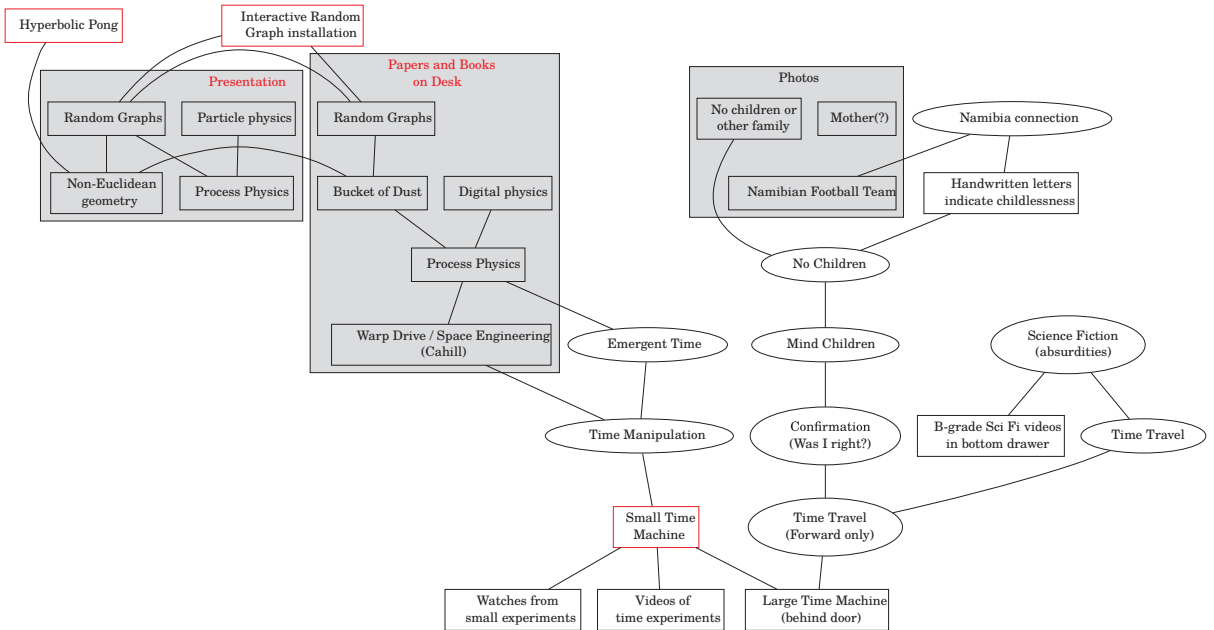 Hyperbolic Pong
Interactive Random
Graph installation
Presentation
Random Graphs
Particle physics
Non-Euclidean
geometry
Process Physics
Papers and Books
on Desk
Random Graphs
Bucket of Dust
Digital physics
Process Physics
Warp Drive / Space Engineering
(Cahill)
Photos
No children or
other family
Mother(?)
Namibian Football Team
Namibia connection
Handwritten letters
indicate childlessness
No Children
Emergent Time
Mind Children
Science Fiction
(absurdities)
Time Manipulation
Confirmation
(Was I right?)
B-grade Sci Fi videos
in bottom drawer
Time Travel
Small Time
Machine
Time Travel
(Forward only)
Watches from
small experiments
Videos of
time experiments
Large Time Machine
(behind door)